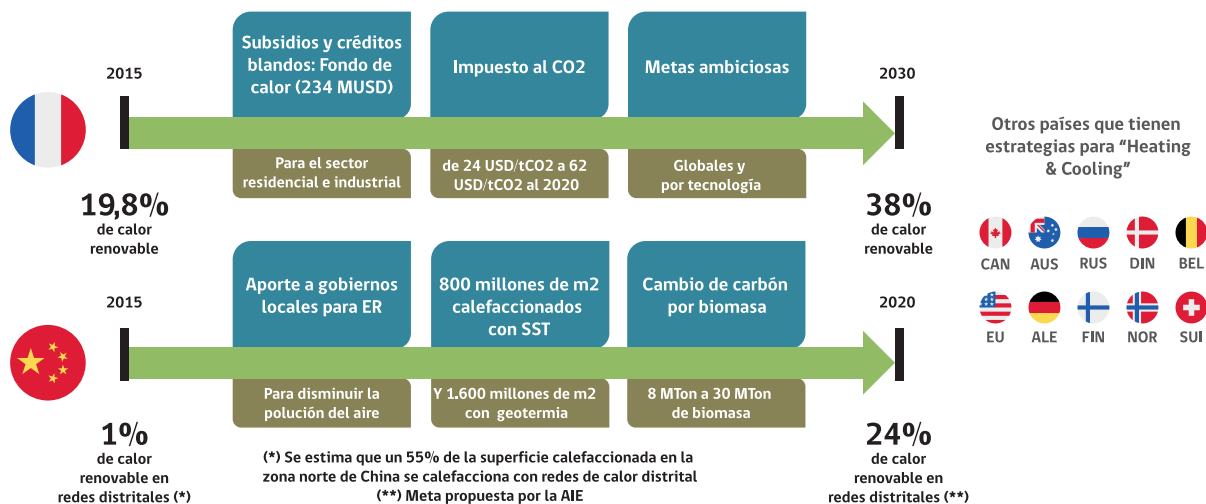 2015
Subsidios y créditos
blandos: Fondo de
calor (234 MUSD)
Impuesto al CO2
Metas ambiciosas
2030
Para el sector
residencial e industrial
de 24 USD/tCO2 a 62
USD/tCO2 al 2020
Globales y
por tecnología
19,8%
de calor
renovable
38%
de calor
renovable
2015
Aporte a gobiernos
locales para ER
800 millones de m2
calefaccionados
con SST
Cambio de carbón
por biomasa
2020
Para disminuir la
polución del aire
Y 1.600 millones de m2
con geotermia
8 MTon a 30 MTon
de biomasa
1%
de calor
renovable en
redes distritales (*)
24%
de calor
renovable en
redes distritales (**)
(*) Se estima que un 55% de la superficie calefaccionada en la
zona norte de China se calefacciona con redes de calor distrital
(**) Meta propuesta por la AIE
Otros países que tienen
estrategias para “Heating
& Cooling”
CAN AUS RUS DIN BEL
EU ALE FIN NOR SUI